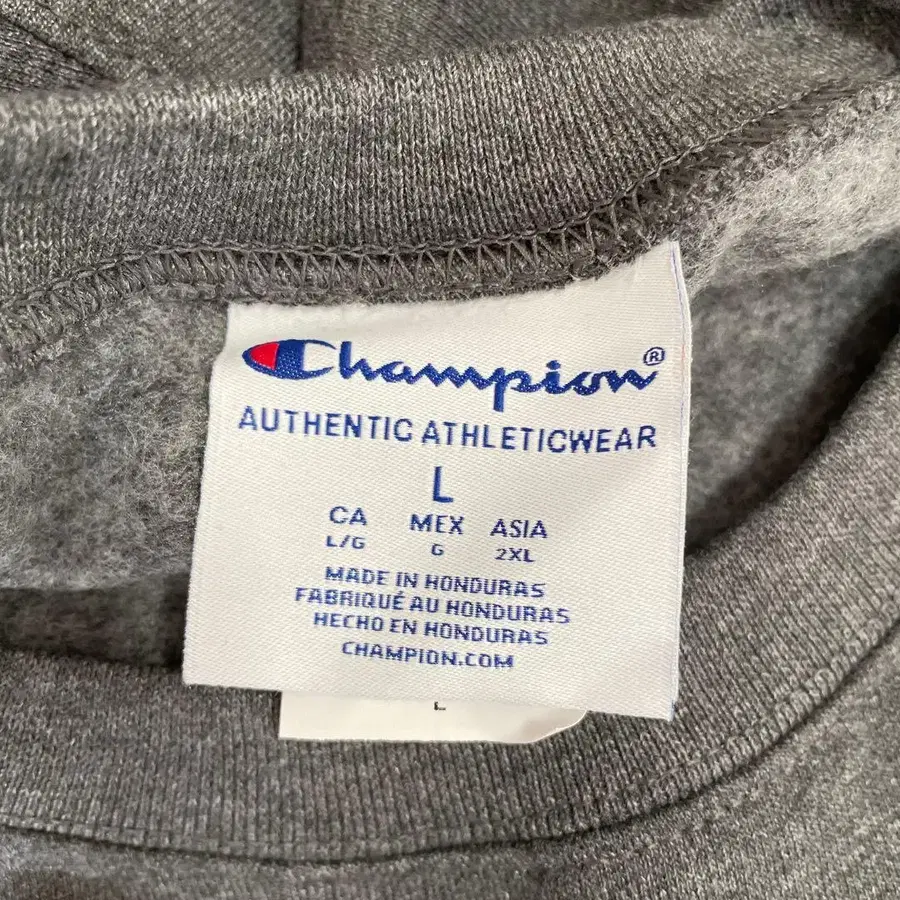 Champion®
AUTHENTIC ATHLETICWEAR
L
CA MEX ASIA
L/G G 2XL
MADE IN HONDURAS
FABRIQUÉ AU HONDURAS
HECHO EN HONDURAS
CHAMPION.COM
L